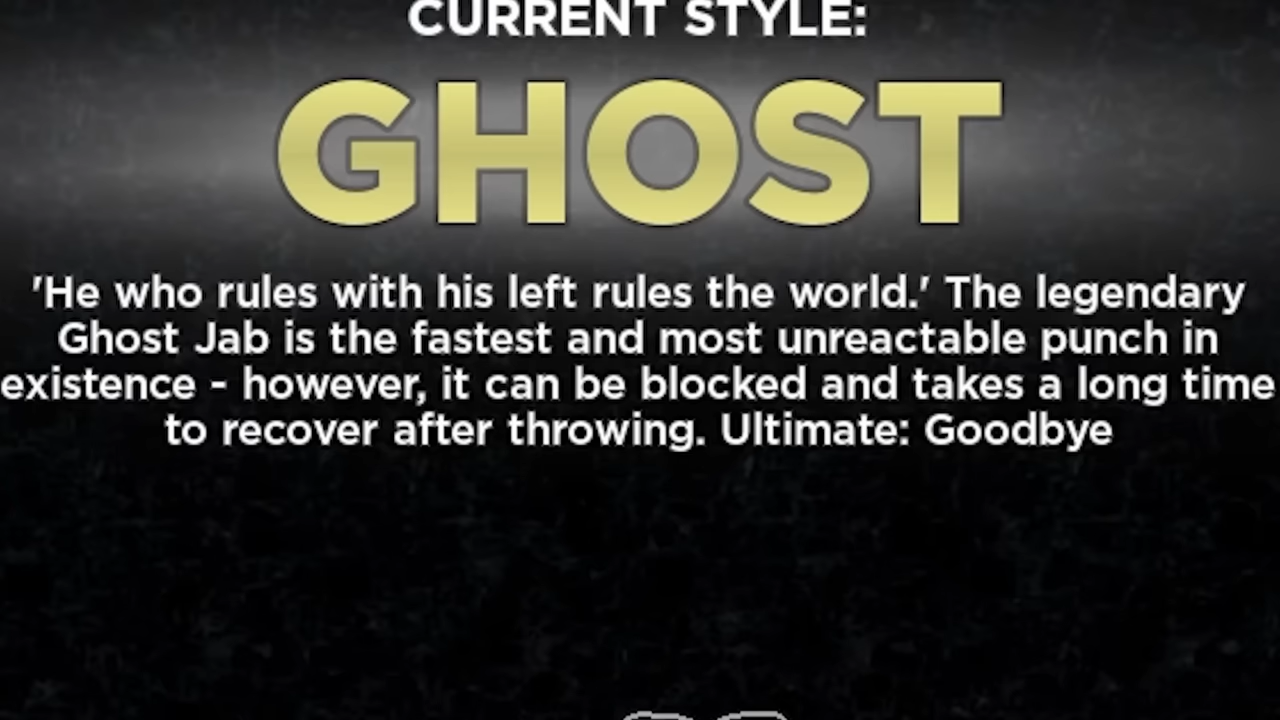 CURRENT STYLE:
GHOST
'He who rules with his left rules the world.' The legendary
Ghost Jab is the fastest and most unreactable punch in
existence - however, it can be blocked and takes a long time
to recover after throwing. Ultimate: Goodbye